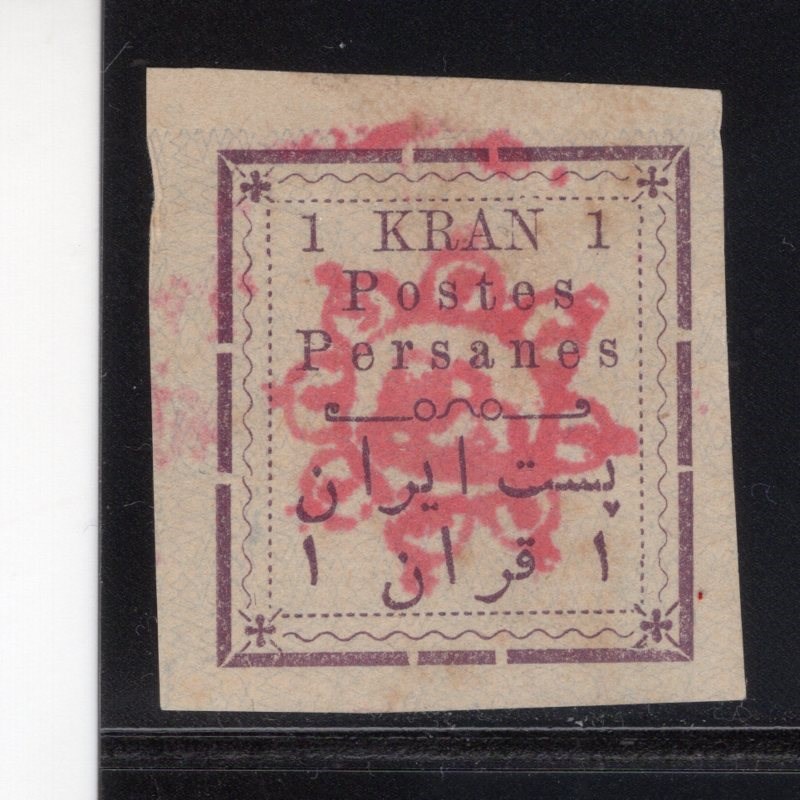 1 KRAN 1
Postes
Persanes
پست ایران
۱ قران ۱